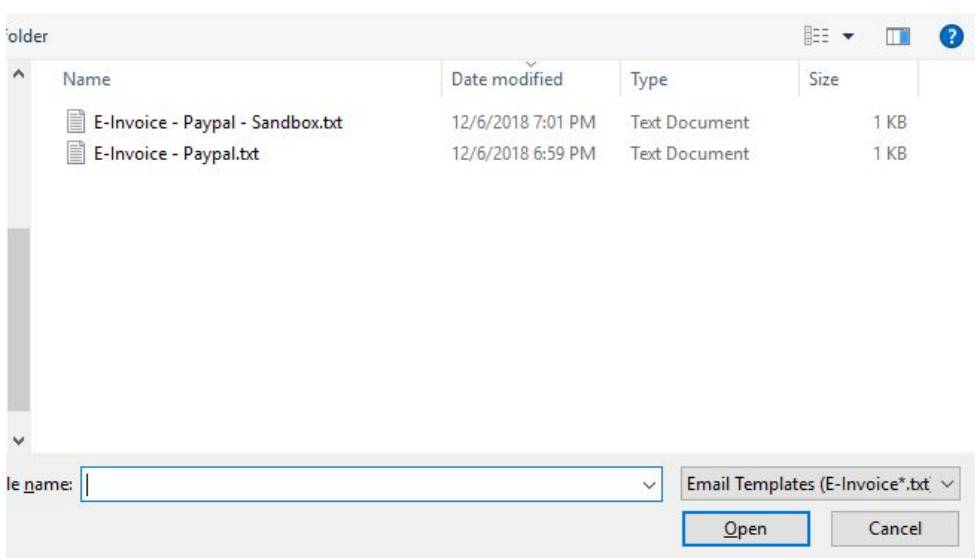 older
?
Name Date modified Type Size
E-Invoice - Paypal - Sandbox.txt 12/6/2018 7:01 PM Text Document 1 KB
E-Invoice - Paypal.txt 12/6/2018 6:59 PM Text Document 1 KB
le name: Email Templates (E-Invoice*.txt
Open Cancel